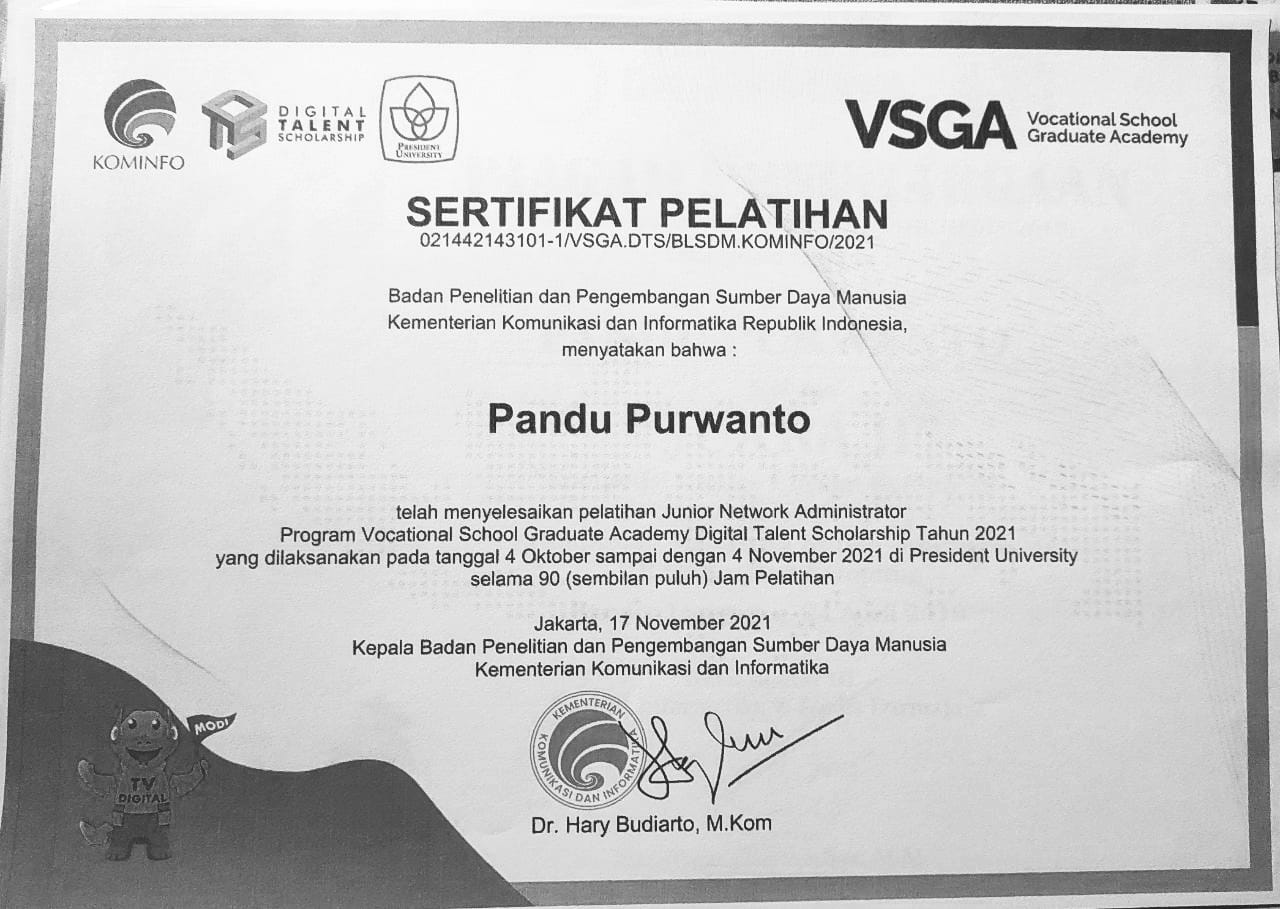 KOMINFO
DIGITAL
TALENT
SCHOLARSHIP
PRESIDENT
UNIVERSITY
VSGA
Vocational School
Graduate Academy
SERTIFIKAT PELATIHAN
021442143101-1/VSGA.DTS/BLSDM.KOMINFO/2021
Badan Penelitian dan Pengembangan Sumber Daya Manusia
Kementerian Komunikasi dan Informatika Republik Indonesia,
menyatakan bahwa :
Pandu Purwanto
telah menyelesaikan pelatihan Junior Network Administrator
Program Vocational School Graduate Academy Digital Talent Scholarship Tahun 2021
yang dilaksanakan pada tanggal 4 Oktober sampai dengan 4 November 2021 di President University
selama 90 (sembilan puluh) Jam Pelatihan
Jakarta, 17 November 2021
Kepala Badan Penelitian dan Pengembangan Sumber Daya Manusia
Kementerian Komunikasi dan Informatika
KEMENTERIAN
KOMUNIKASI DAN INFORMATIKA
MODI
TV
DIGITAL
Dr. Hary Budiarto, M.Kom